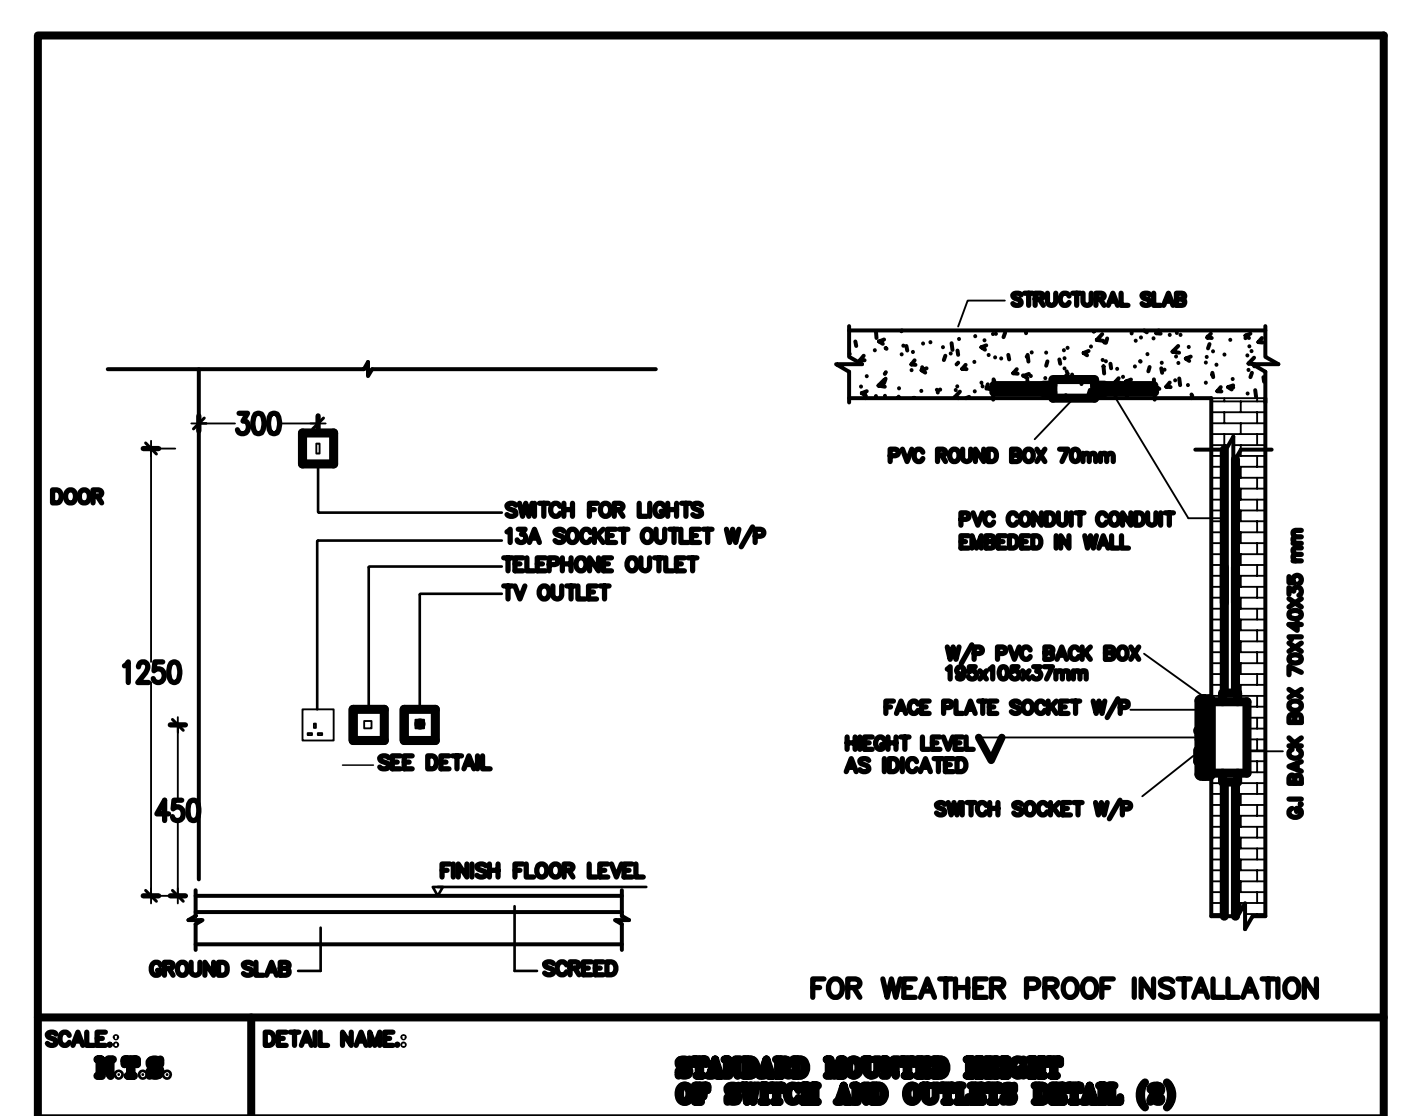 STRUCTURAL SLAB
300
PVC ROUND BOX 70mm
DOOR
SWITCH FOR LIGHTS
13A SOCKET OUTLET W/P
TELEPHONE OUTLET
TV OUTLET
PVC CONDUIT CONDUIT
EMBEDED IN WALL
G.I BACK BOX 70X140X35 mm
1250
W/P PVC BACK BOX
195x105x37mm
FACE PLATE SOCKET W/P
HIEGHT LEVEL
AS IDICATED
SEE DETAIL
450
SWITCH SOCKET W/P
FINISH FLOOR LEVEL
GROUND SLAB
SCREED
FOR WEATHER PROOF INSTALLATION
SCALE.:
N.T.S.
DETAIL NAME.:
STANDARD MOUNTED HEIGHT
OF SWITCH AND OUTLETS DETAIL (2)